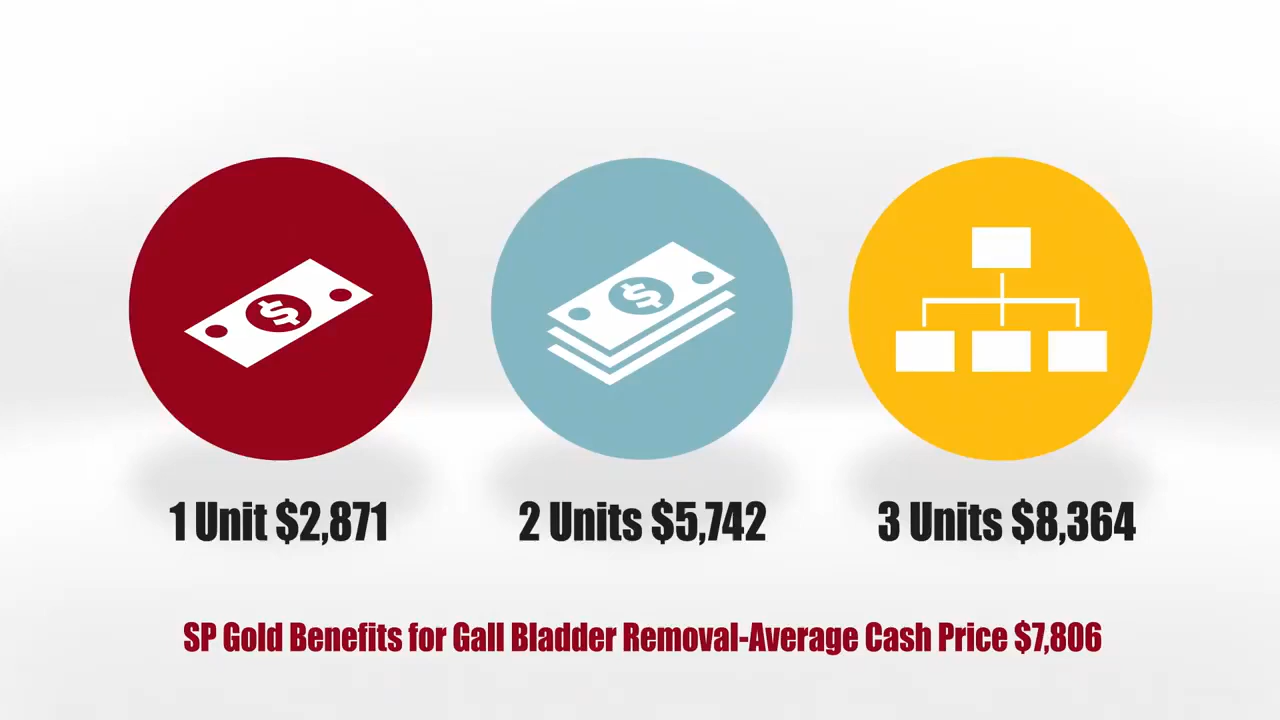 1 Unit $2,871
2 Units $5,742
3 Units $8,364
SP Gold Benefits for Gall Bladder Removal-Average Cash Price $7,806